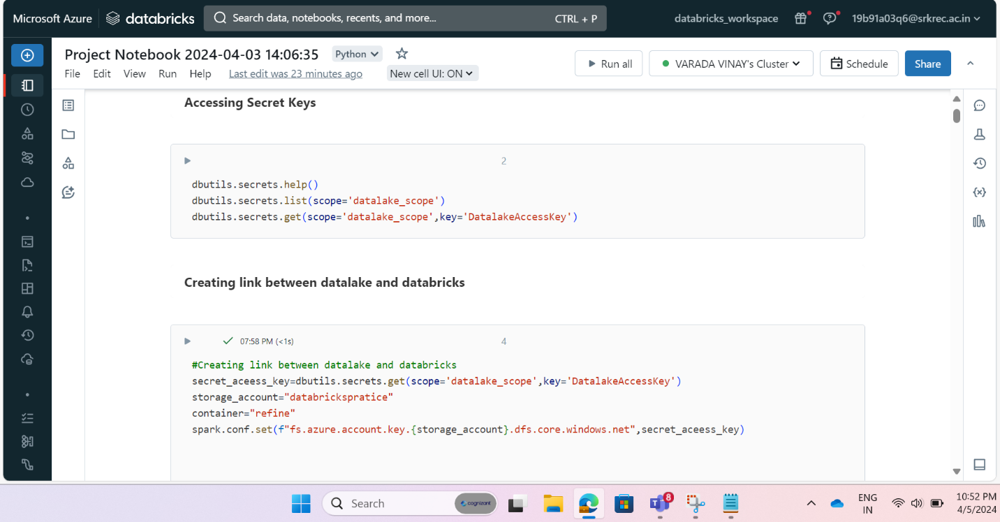 Microsoft Azure databricks Search data, notebooks, recents, and more... CTRL + P databricks_workspace 19b91a03q6@srkrec.ac.in
Project Notebook 2024-04-03 14:06:35 Python
Run all VARADA VINAY's Cluster Schedule Share
File Edit View Run Help Last edit was 23 minutes ago New cell UI: ON
Accessing Secret Keys
2
dbutils.secrets.help()
dbutils.secrets.list(scope='datalake_scope')
dbutils.secrets.get(scope='datalake_scope',key='DatalakeAccessKey')
Creating link between datalake and databricks
07:58 PM (<1s) 4
#Creating link between datalake and databricks
secret_aceess_key=dbutils.secrets.get(scope='datalake_scope',key='DatalakeAccessKey')
storage_account="databrickspratice"
container="refine"
spark.conf.set(f"fs.azure.account.key.{storage_account}.dfs.core.windows.net",secret_aceess_key)
Search cognizant 8 ENG 10:52 PM
IN 4/5/2024